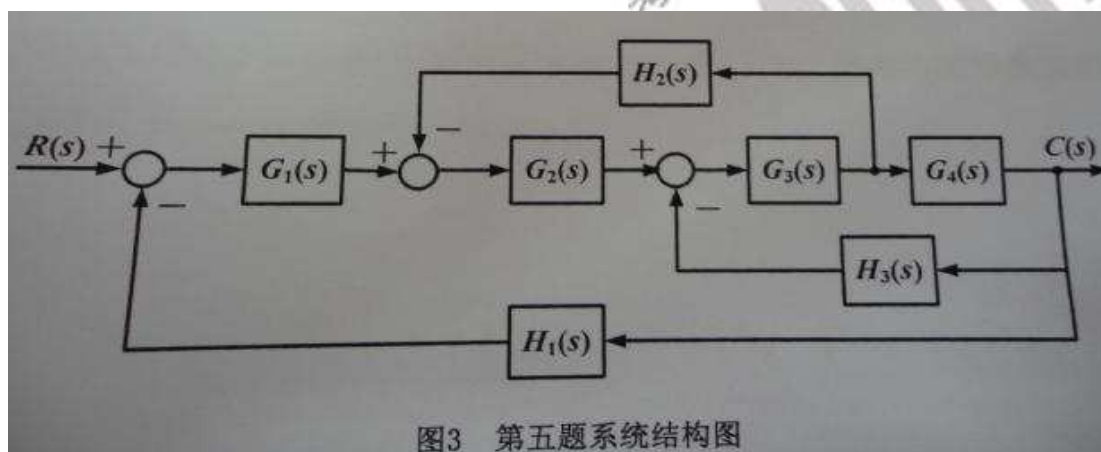 H₂(s)
R(s) + − + − G₁(s) + G₂(s) + − G₃(s) G₄(s) C(s)
H₃(s)
H₁(s)
图3 第五题系统结构图